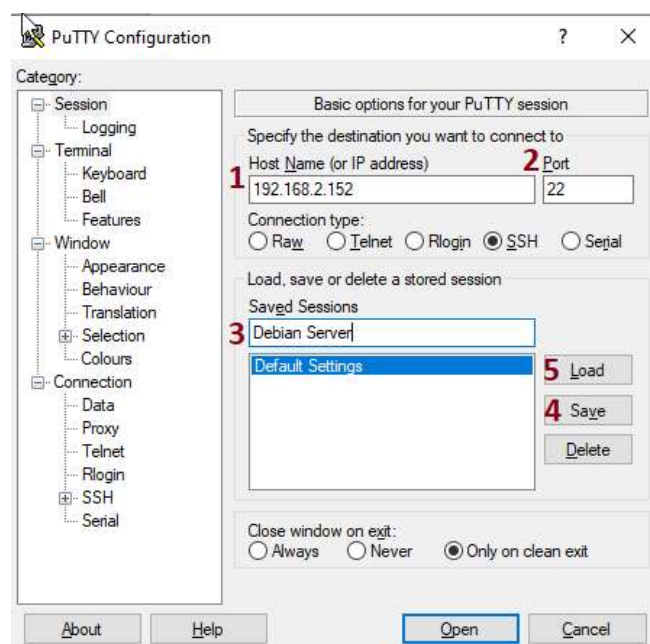 PuTTY Configuration ? X
Category:
Session
Logging
Terminal
Keyboard
Bell
Features
Window
Appearance
Behaviour
Translation
Selection
Colours
Connection
Data
Proxy
Telnet
Rlogin
SSH
Serial
Basic options for your PuTTY session
Specify the destination you want to connect to
Host Name (or IP address) 2 Port
1 192.168.2.152 22
Connection type:
Raw Telnet Rlogin SSH Serial
Load, save or delete a stored session
Saved Sessions
3 Debian Server
Default Settings
5 Load
4 Save
Delete
Close window on exit:
Always Never Only on clean exit
About Help Open Cancel